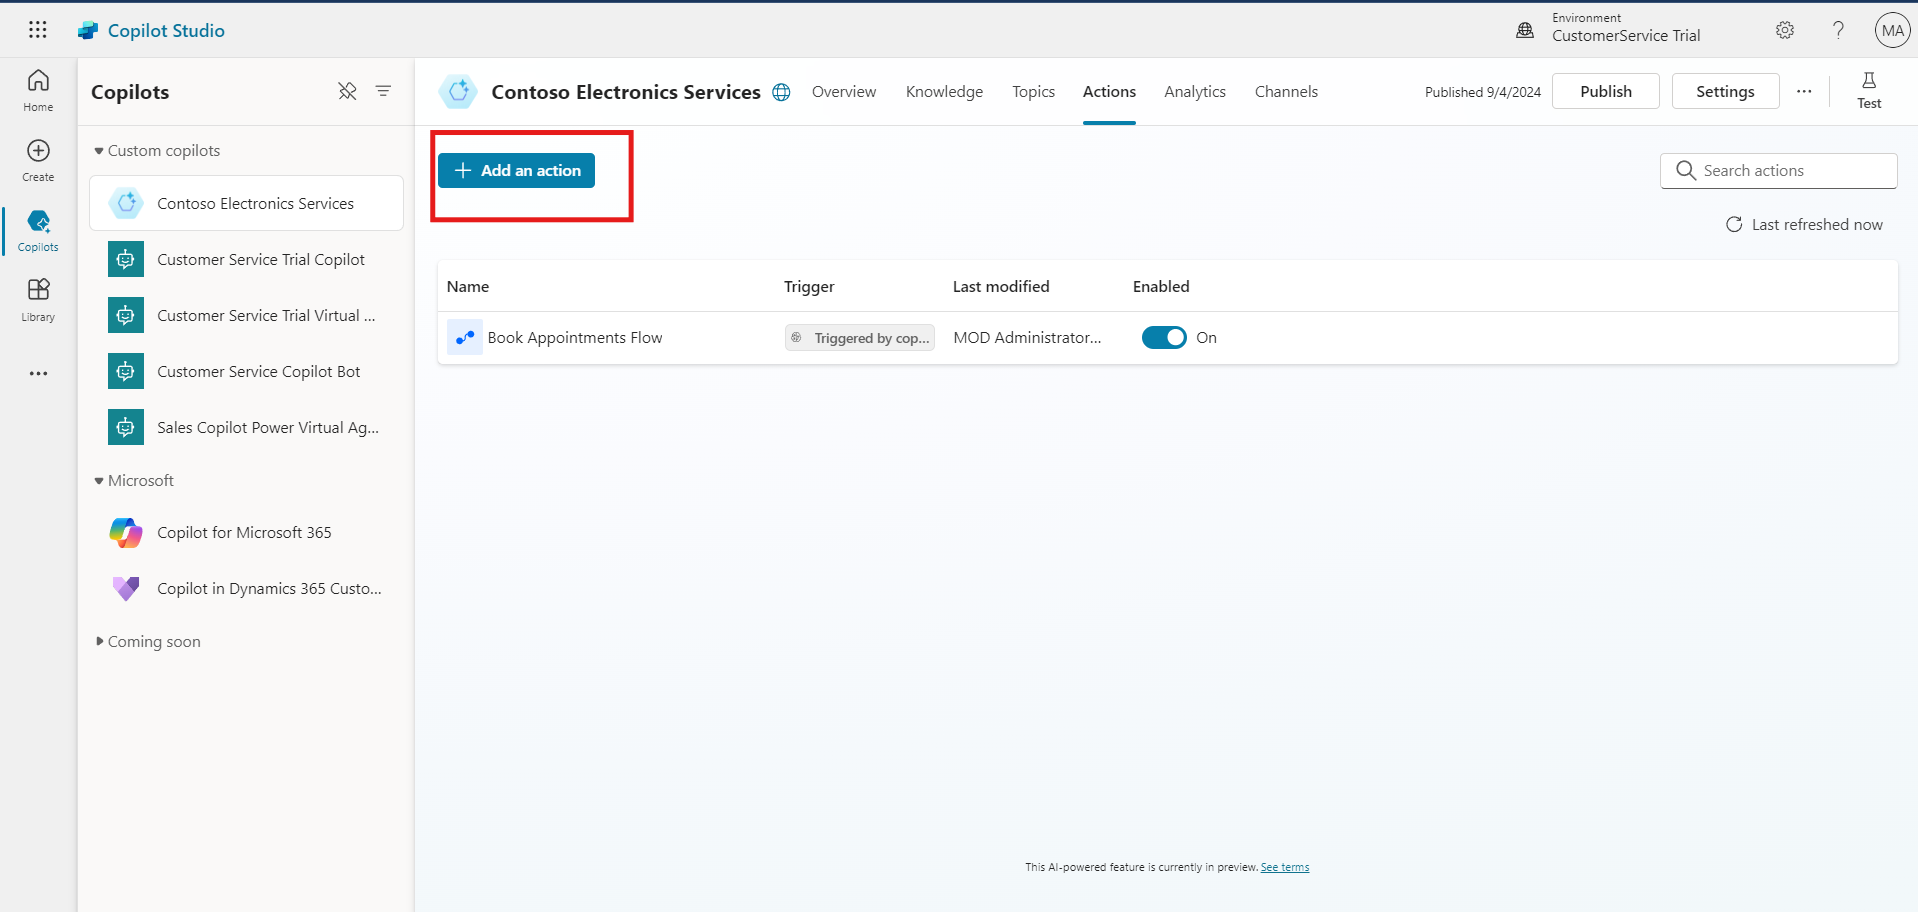 Copilot Studio
Environment
CustomerService Trial
?
MA
Home
Create
Copilots
Library
Copilots
Custom copilots
Contoso Electronics Services
Customer Service Trial Copilot
Customer Service Trial Virtual ...
Customer Service Copilot Bot
Sales Copilot Power Virtual Ag...
Microsoft
Copilot for Microsoft 365
Copilot in Dynamics 365 Custo...
Coming soon
Contoso Electronics Services Overview Knowledge Topics Actions Analytics Channels Published 9/4/2024 Publish Settings ... Test
+ Add an action
Search actions
Last refreshed now
Name Trigger Last modified Enabled
Book Appointments Flow Triggered by cop... MOD Administrator... On
This AI-powered feature is currently in preview. See terms